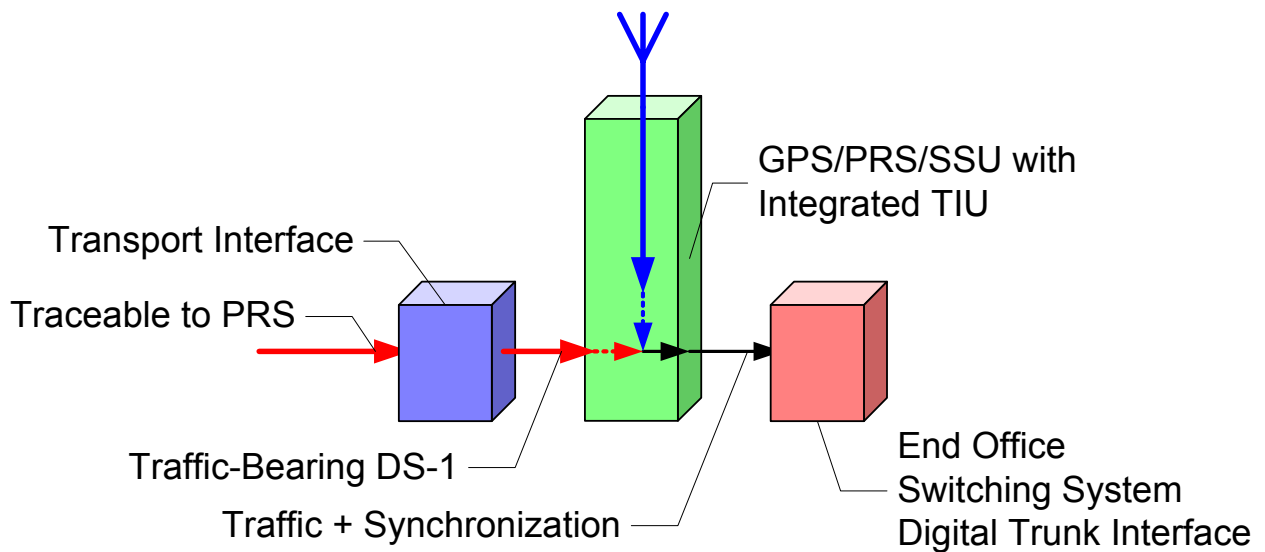 GPS/PRS/SSU with
Integrated TIU
Transport Interface
Traceable to PRS
Traffic-Bearing DS-1
Traffic + Synchronization
End Office
Switching System
Digital Trunk Interface